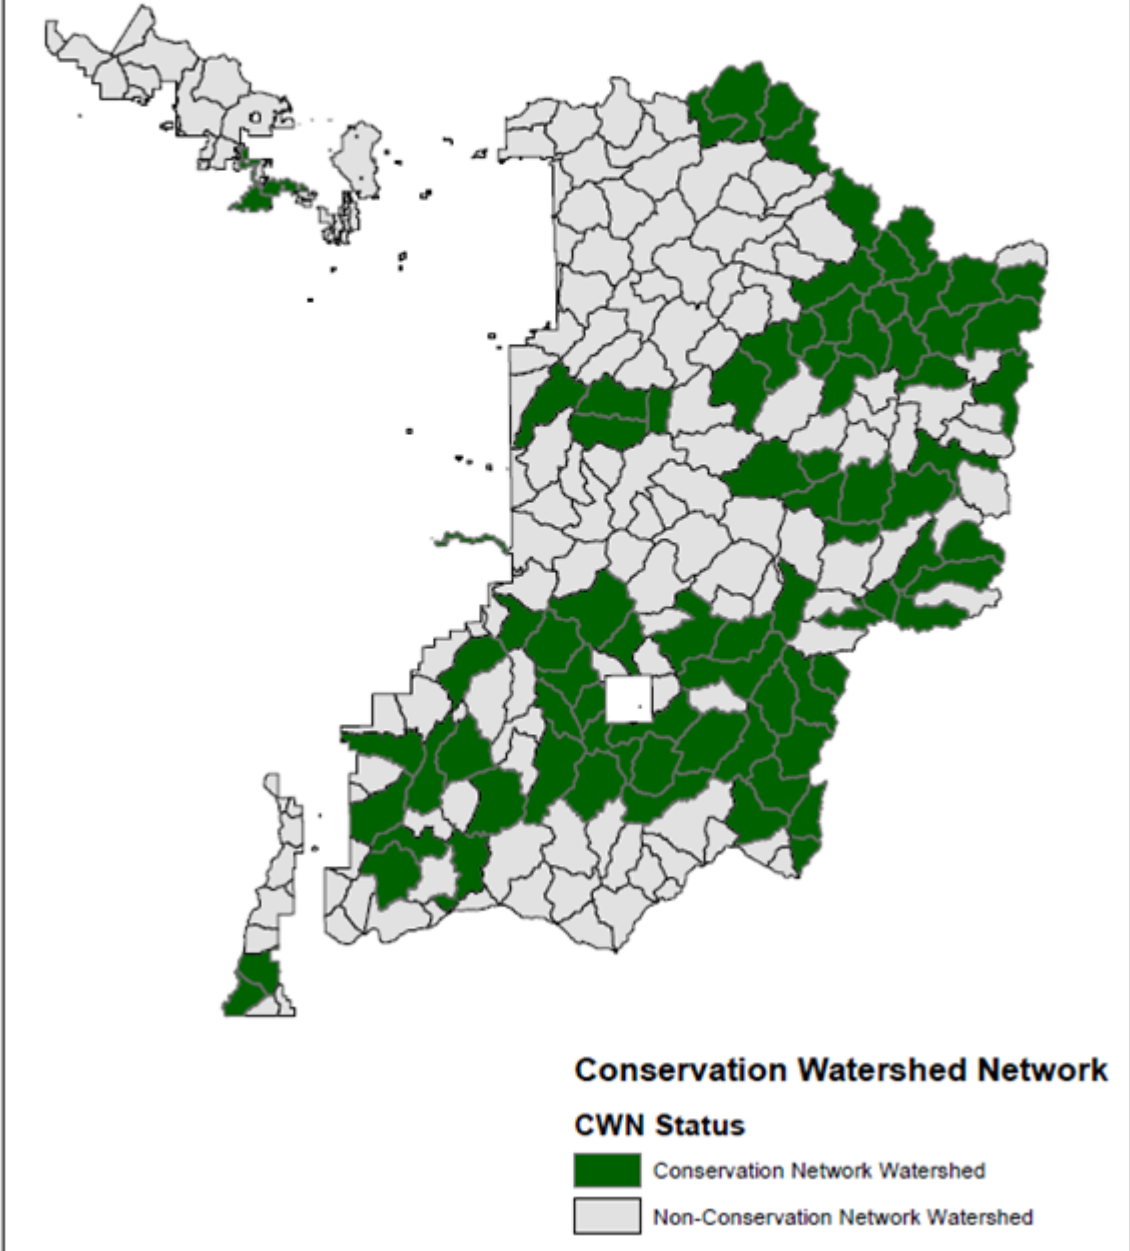 Conservation Watershed Network
CWN Status
Conservation Network Watershed
Non-Conservation Network Watershed